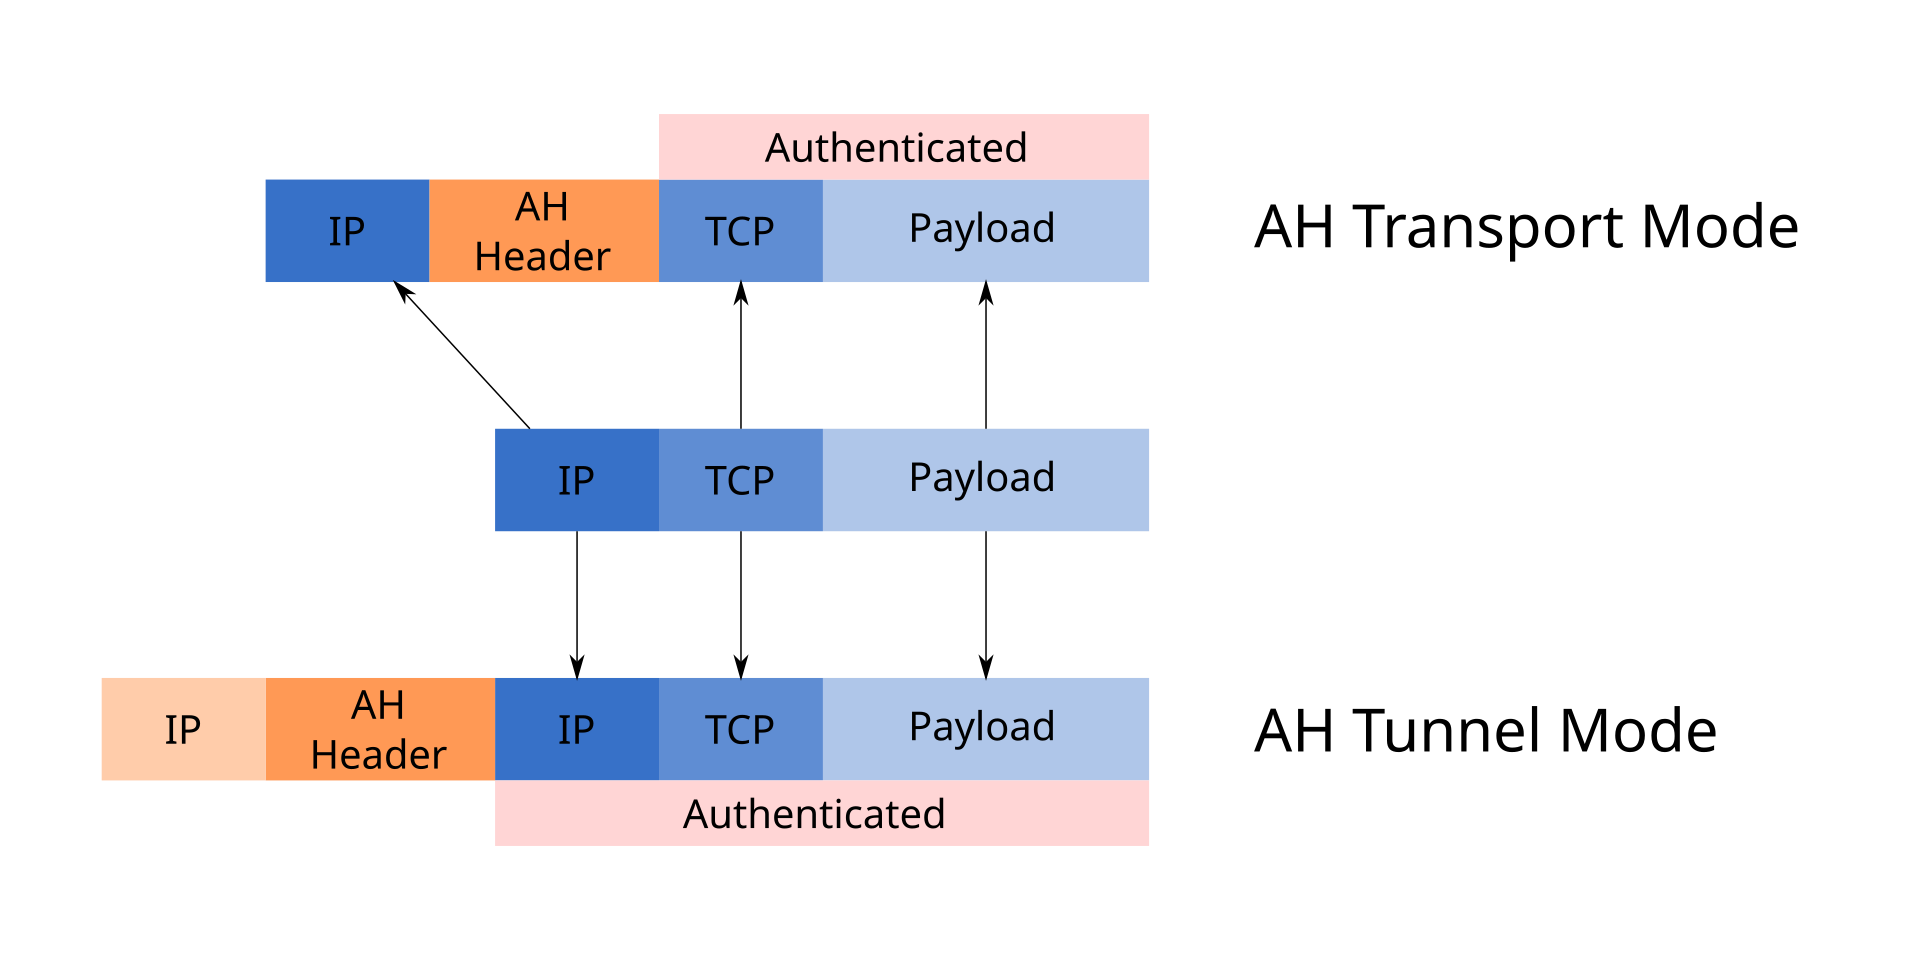 Authenticated
IP
AH
Header
TCP
Payload
AH Transport Mode
IP
TCP
Payload
IP
AH
Header
IP
TCP
Payload
AH Tunnel Mode
Authenticated